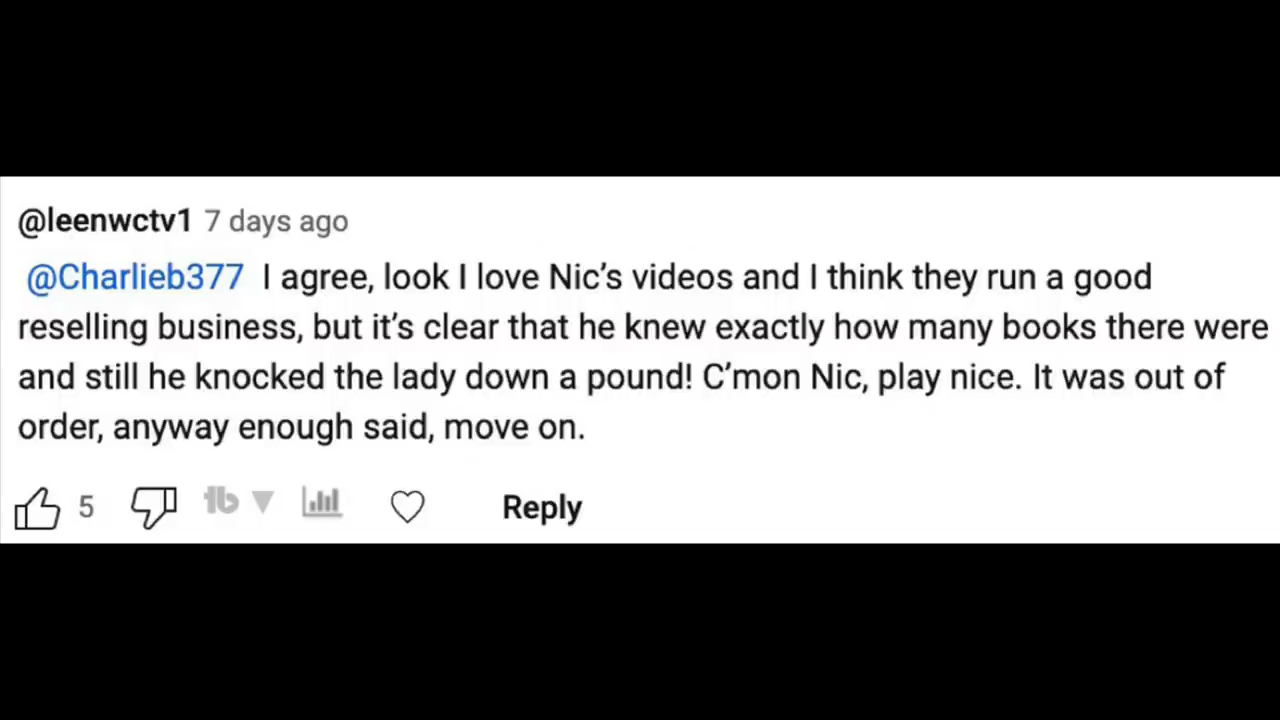 @leenwctv1 7 days ago
@Charlieb377 I agree, look I love Nic's videos and I think they run a good
reselling business, but it's clear that he knew exactly how many books there were
and still he knocked the lady down a pound! C'mon Nic, play nice. It was out of
order, anyway enough said, move on.
5 tb Reply